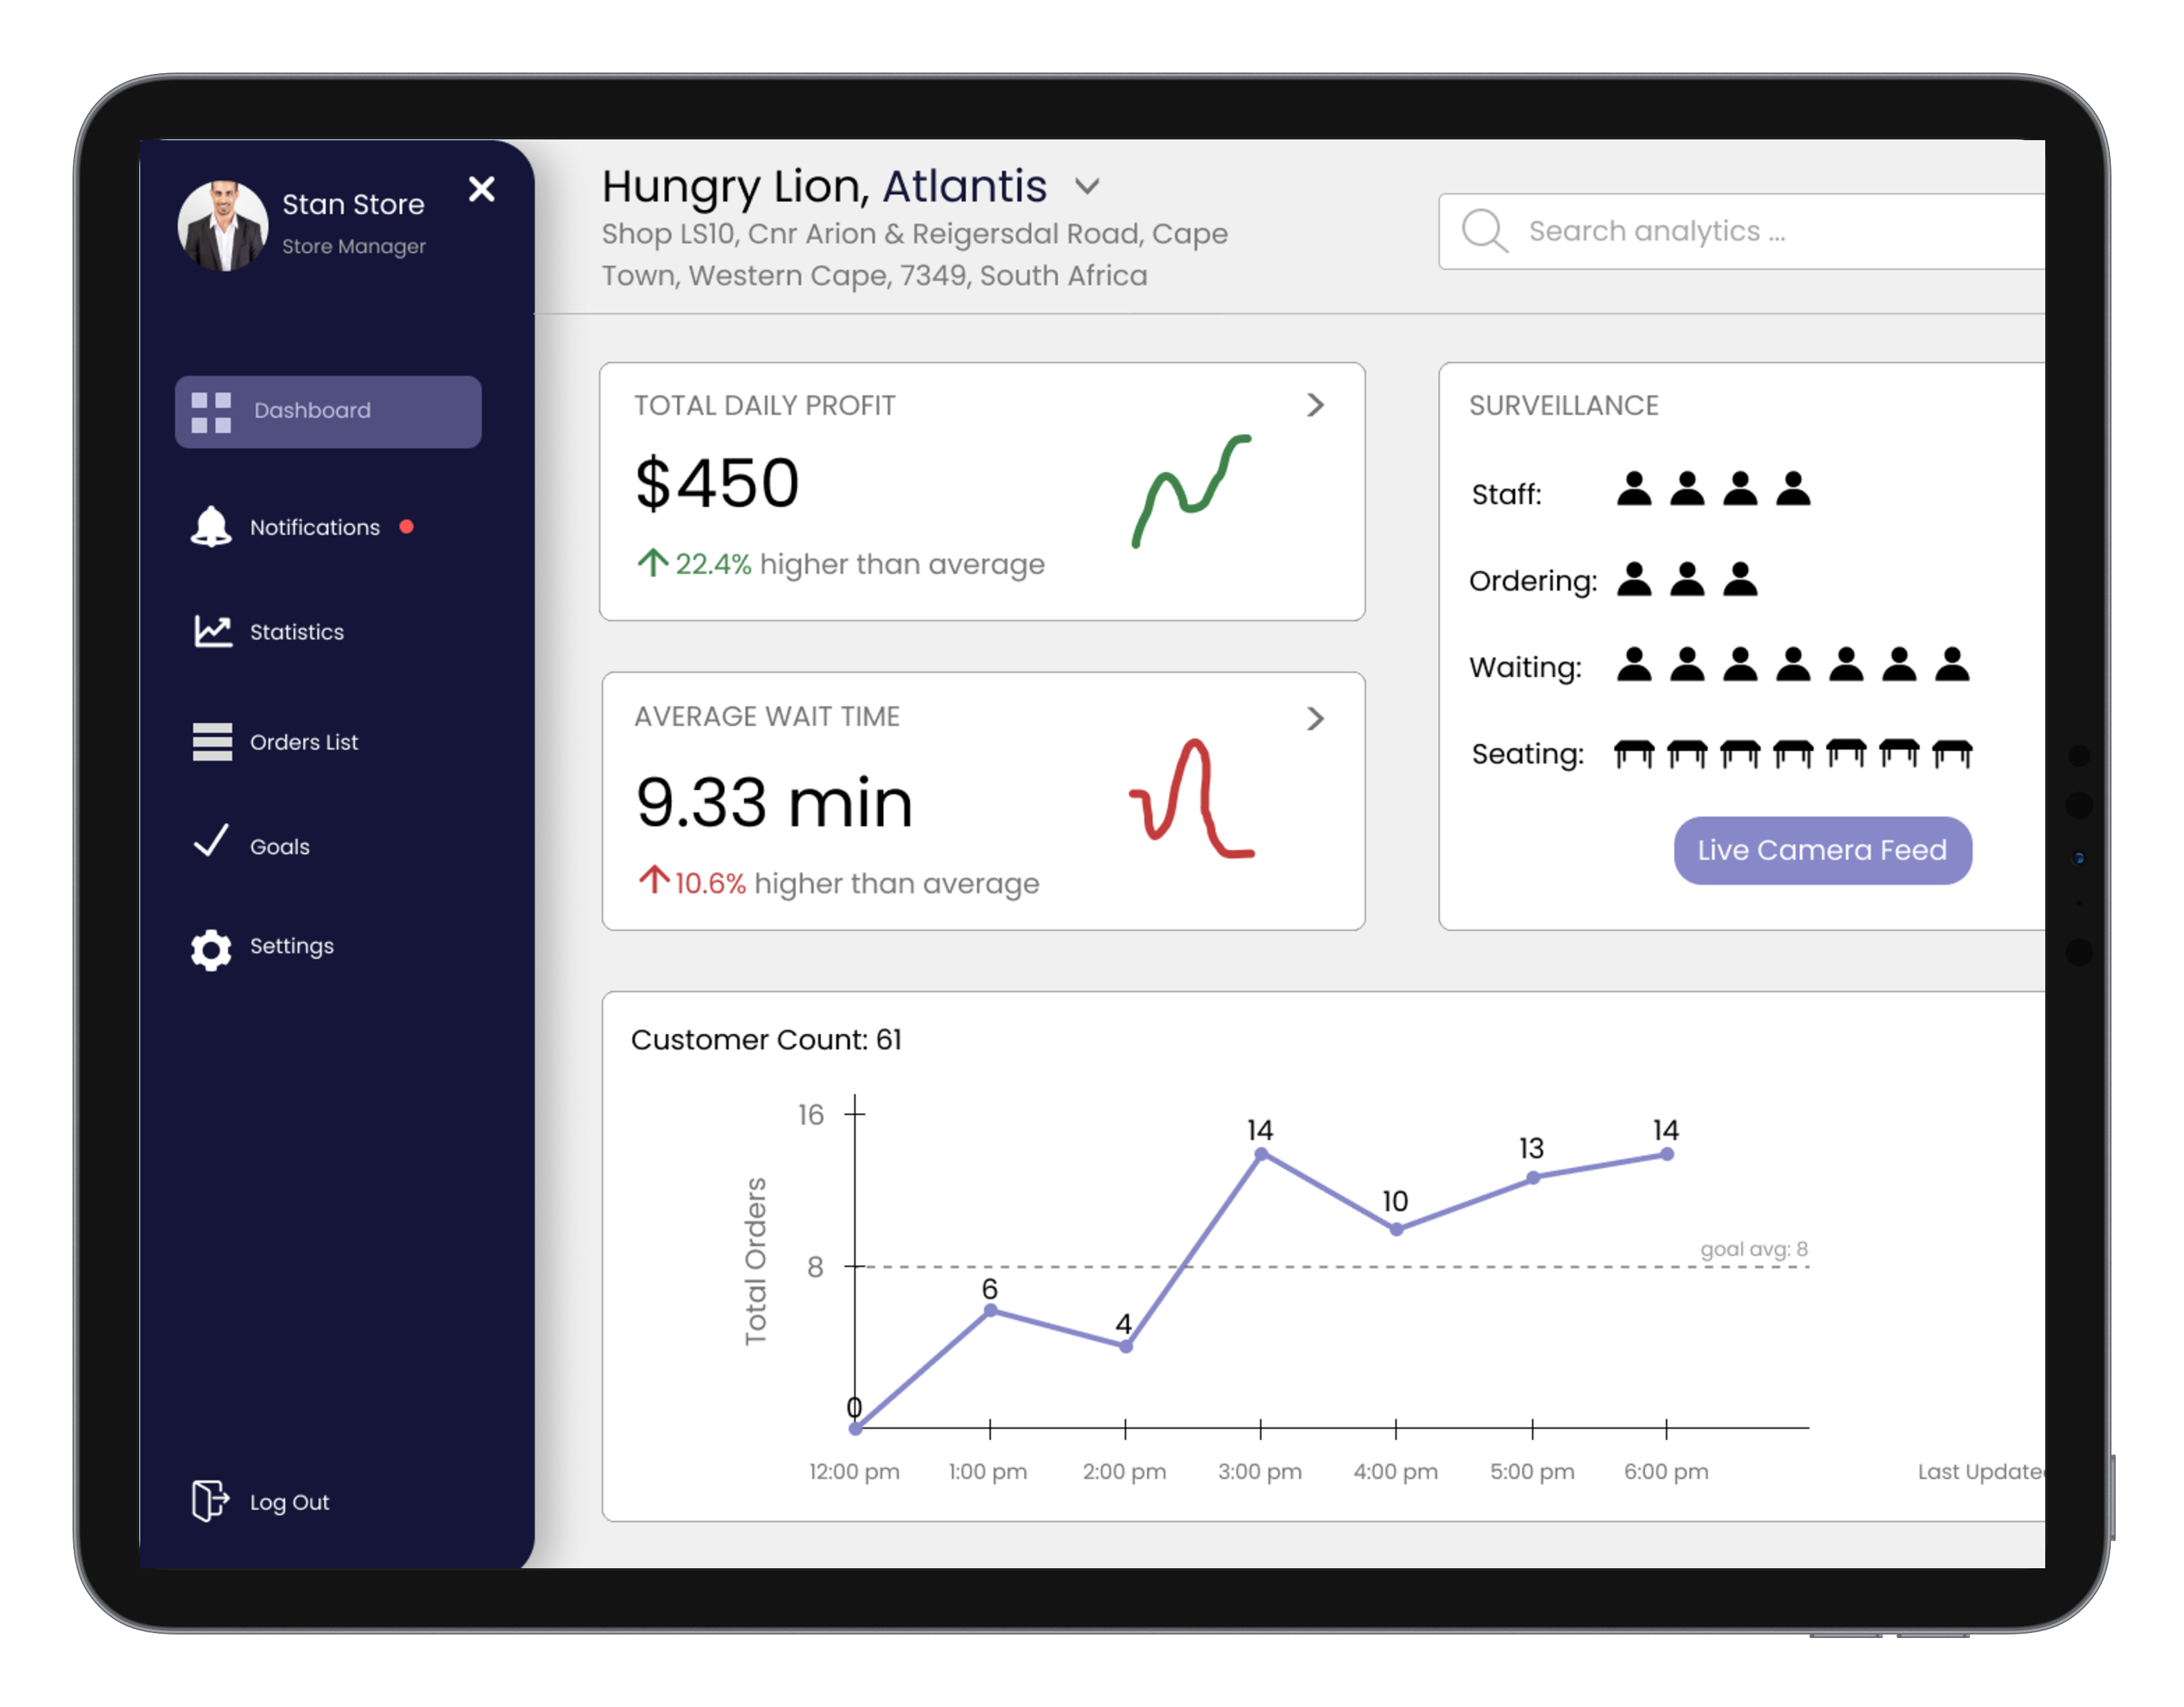 Stan Store
Store Manager
Dashboard
Notifications
Statistics
Orders List
Goals
Settings
Log Out
Hungry Lion, Atlantis
Shop LS10, Cnr Arion & Reigersdal Road, Cape
Town, Western Cape, 7349, South Africa
Search analytics ...
TOTAL DAILY PROFIT
$450
22.4% higher than average
AVERAGE WAIT TIME
9.33 min
10.6% higher than average
SURVEILLANCE
Staff:
Ordering:
Waiting:
Seating:
Live Camera Feed
Customer Count: 61
Total Orders
16
8
0
6
4
14
10
13
14
goal avg: 8
12:00 pm 1:00 pm 2:00 pm 3:00 pm 4:00 pm 5:00 pm 6:00 pm
Last Update